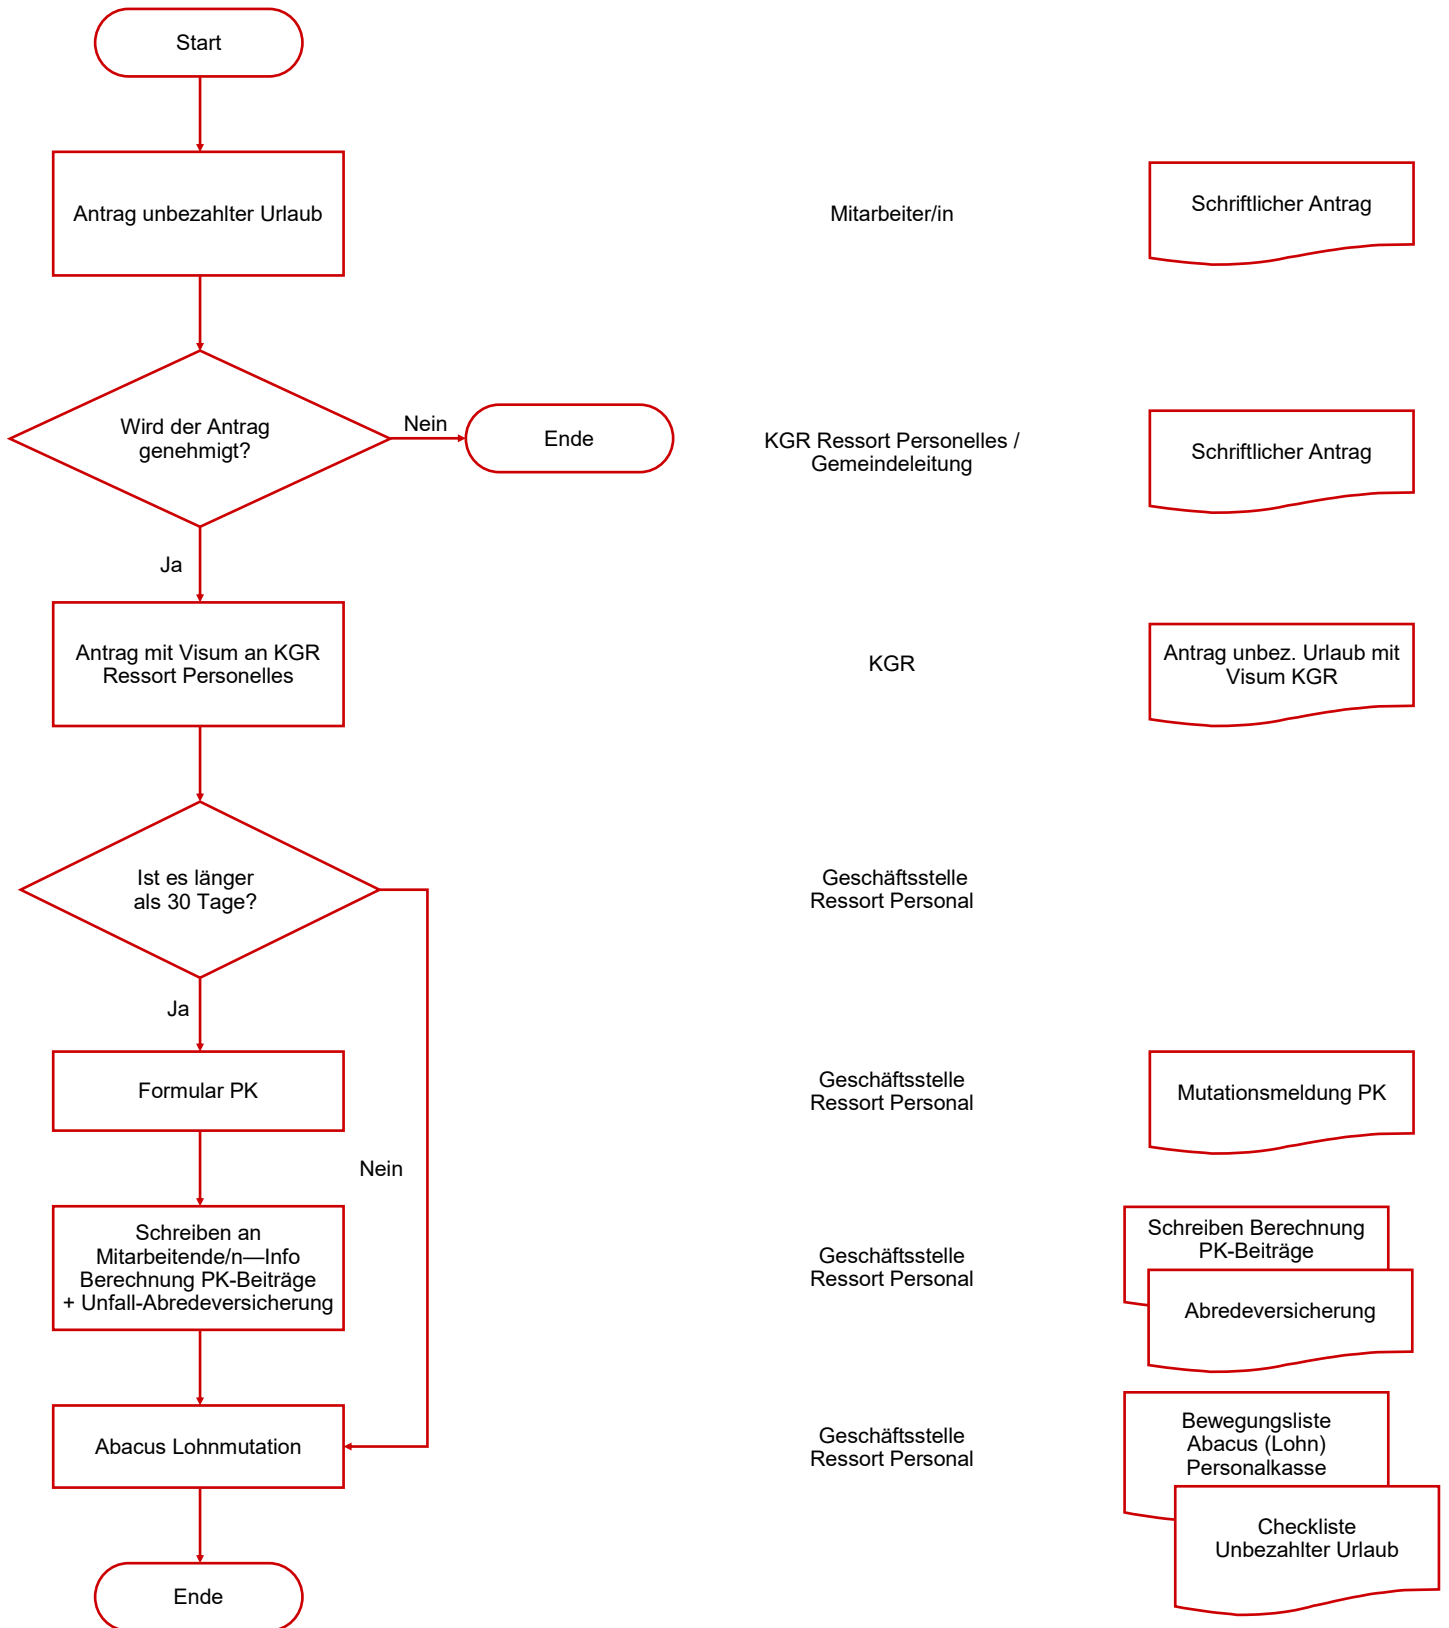 Start
Antrag unbezahlter Urlaub
Mitarbeiter/in
Schriftlicher Antrag
Wird der Antrag
genehmigt?
Nein
Ende
KGR Ressort Personelles /
Gemeindeleitung
Schriftlicher Antrag
Ja
Antrag mit Visum an KGR
Ressort Personelles
KGR
Antrag unbez. Urlaub mit
Visum KGR
Ist es länger
als 30 Tage?
Geschäftsstelle
Ressort Personal
Ja
Formular PK
Geschäftsstelle
Ressort Personal
Mutationsmeldung PK
Nein
Schreiben an
Mitarbeitende/n—Info
Berechnung PK-Beiträge
+ Unfall-Abredeversicherung
Geschäftsstelle
Ressort Personal
Schreiben Berechnung
PK-Beiträge
Abredeversicherung
Abacus Lohnmutation
Geschäftsstelle
Ressort Personal
Bewegungsliste
Abacus (Lohn)
Personalkasse
Checkliste
Unbezahlter Urlaub
Ende